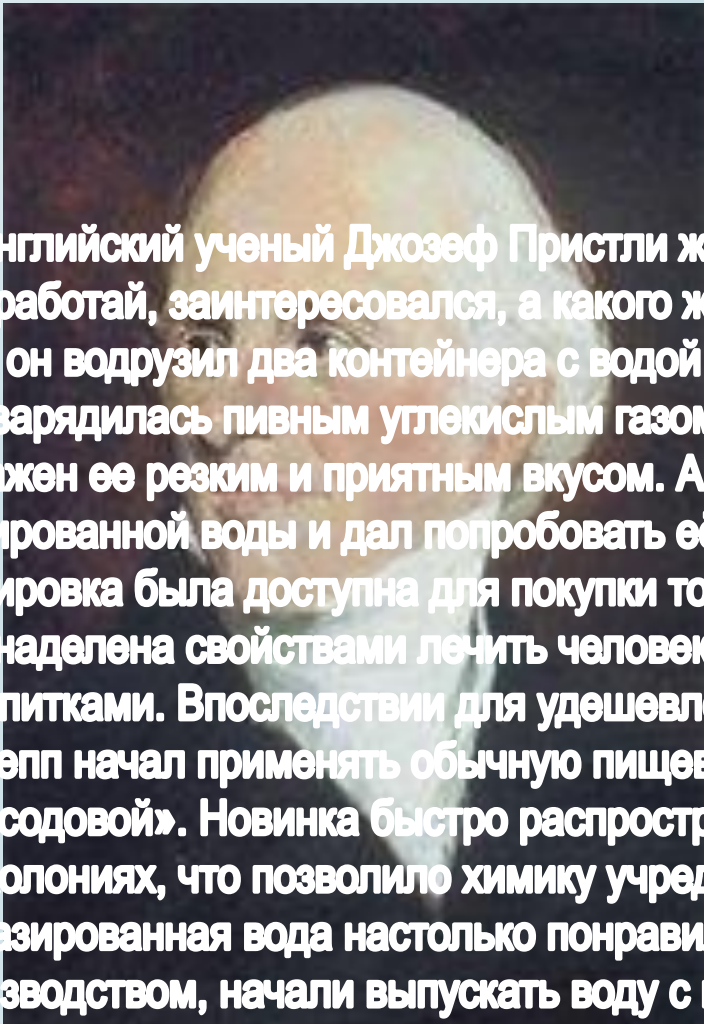 нглийский ученый Джозеф Пристли ж
работай, заинтересовался, а какого ж
он водрузил два контейнера с водой
зарядилась пивным углекислым газом
жен ее резким и приятным вкусом. А
ированной воды и дал попробовать её
ировка была доступна для покупки то
наделена свойствами лечить человек
питками. Впоследствии для удешевле
епп начал применять обычную пищев
содовой». Новинка быстро распростр
олониях, что позволило химику учред
азированная вода настолько понрави
зводством, начали выпускать воду с